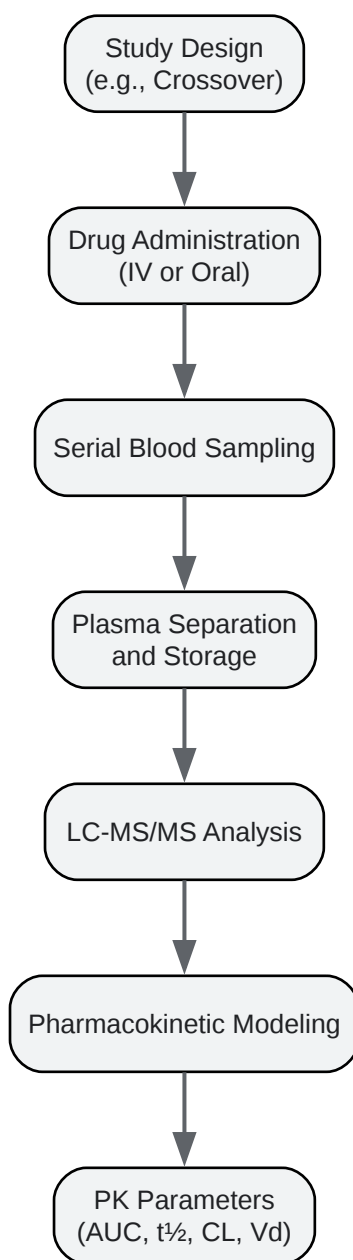 Study Design
(e.g., Crossover)
Drug Administration
(IV or Oral)
Serial Blood Sampling
Plasma Separation
and Storage
LC-MS/MS Analysis
Pharmacokinetic Modeling
PK Parameters
(AUC, t½, CL, Vd)